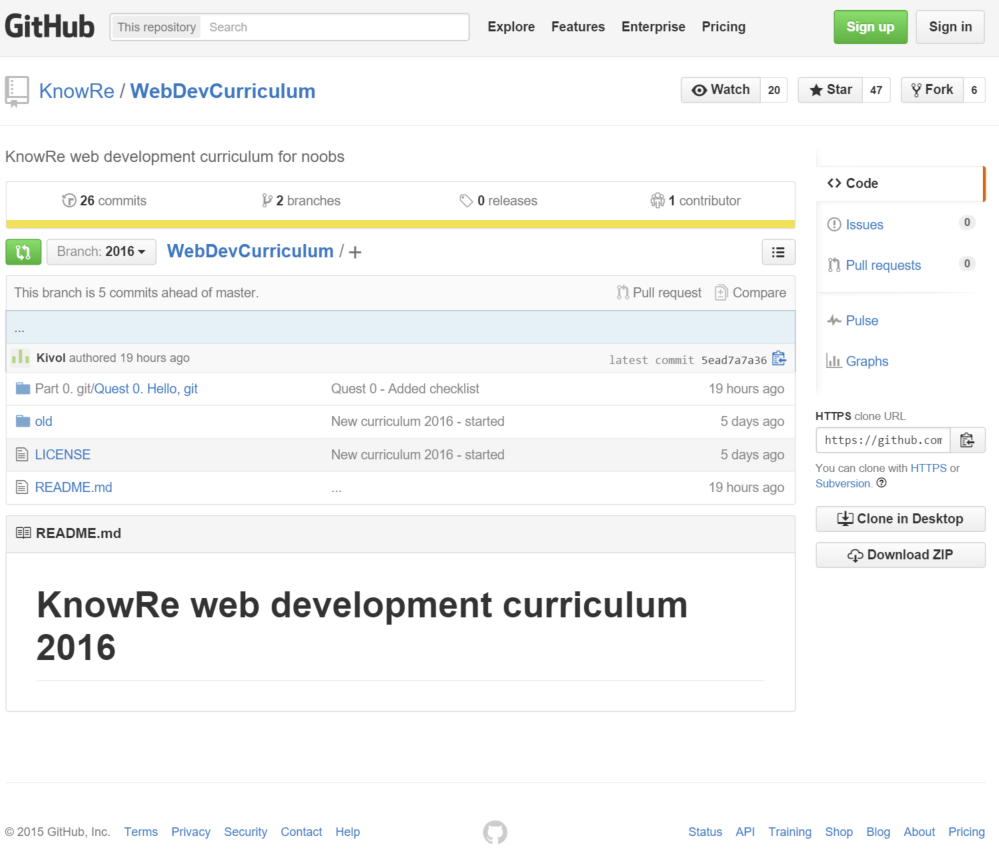 GitHub This repository Search Explore Features Enterprise Pricing Sign up Sign in
KnowRe / WebDevCurriculum Watch 20 Star 47 Fork 6
KnowRe web development curriculum for noobs
26 commits 2 branches 0 releases 1 contributor
Branch: 2016 WebDevCurriculum / +
This branch is 5 commits ahead of master. Pull request Compare
...
Kivol authored 19 hours ago latest commit 5ead7a7a36
Part 0. git/Quest 0. Hello, git Quest 0 - Added checklist 19 hours ago
old New curriculum 2016 - started 5 days ago
LICENSE New curriculum 2016 - started 5 days ago
README.md ... 19 hours ago
README.md
KnowRe web development curriculum
2016
Code
Issues 0
Pull requests 0
Pulse
Graphs
HTTPS clone URL
https://github.com
You can clone with HTTPS or
Subversion.
Clone in Desktop
Download ZIP
© 2015 GitHub, Inc. Terms Privacy Security Contact Help Status API Training Shop Blog About Pricing